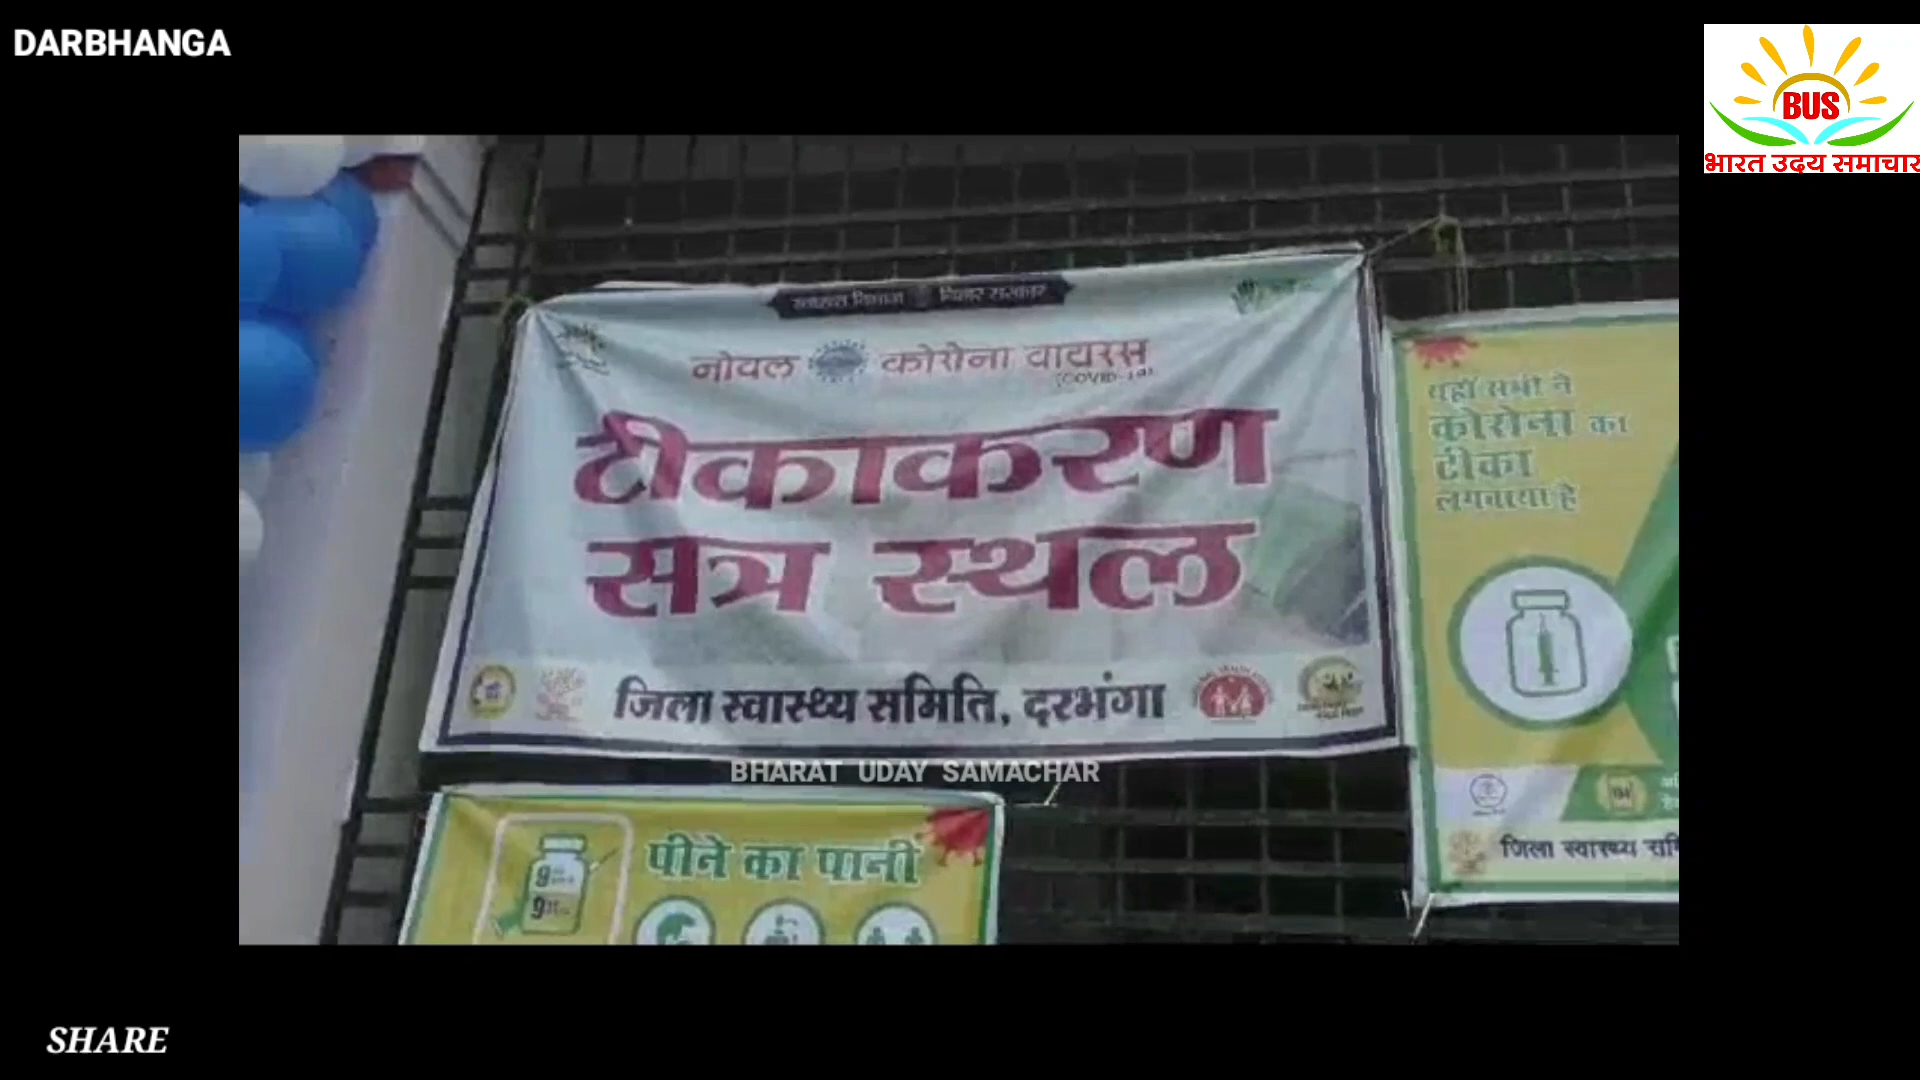 DARBHANGA
BUS
भारत उदय समाचार
स्वास्थ्य विभाग बिहार सरकार
नोवल कोरोना वायरस
(COVID-19)
टीकाकरण
सत्र स्थल
जिला स्वास्थ्य समिति, दरभंगा
यहाँ सभी ने
कोरोना का
टीका
लगवाया है
104
जिला स्वास्थ्य
BHARAT UDAY SAMACHAR
पीने का पानी
SHARE